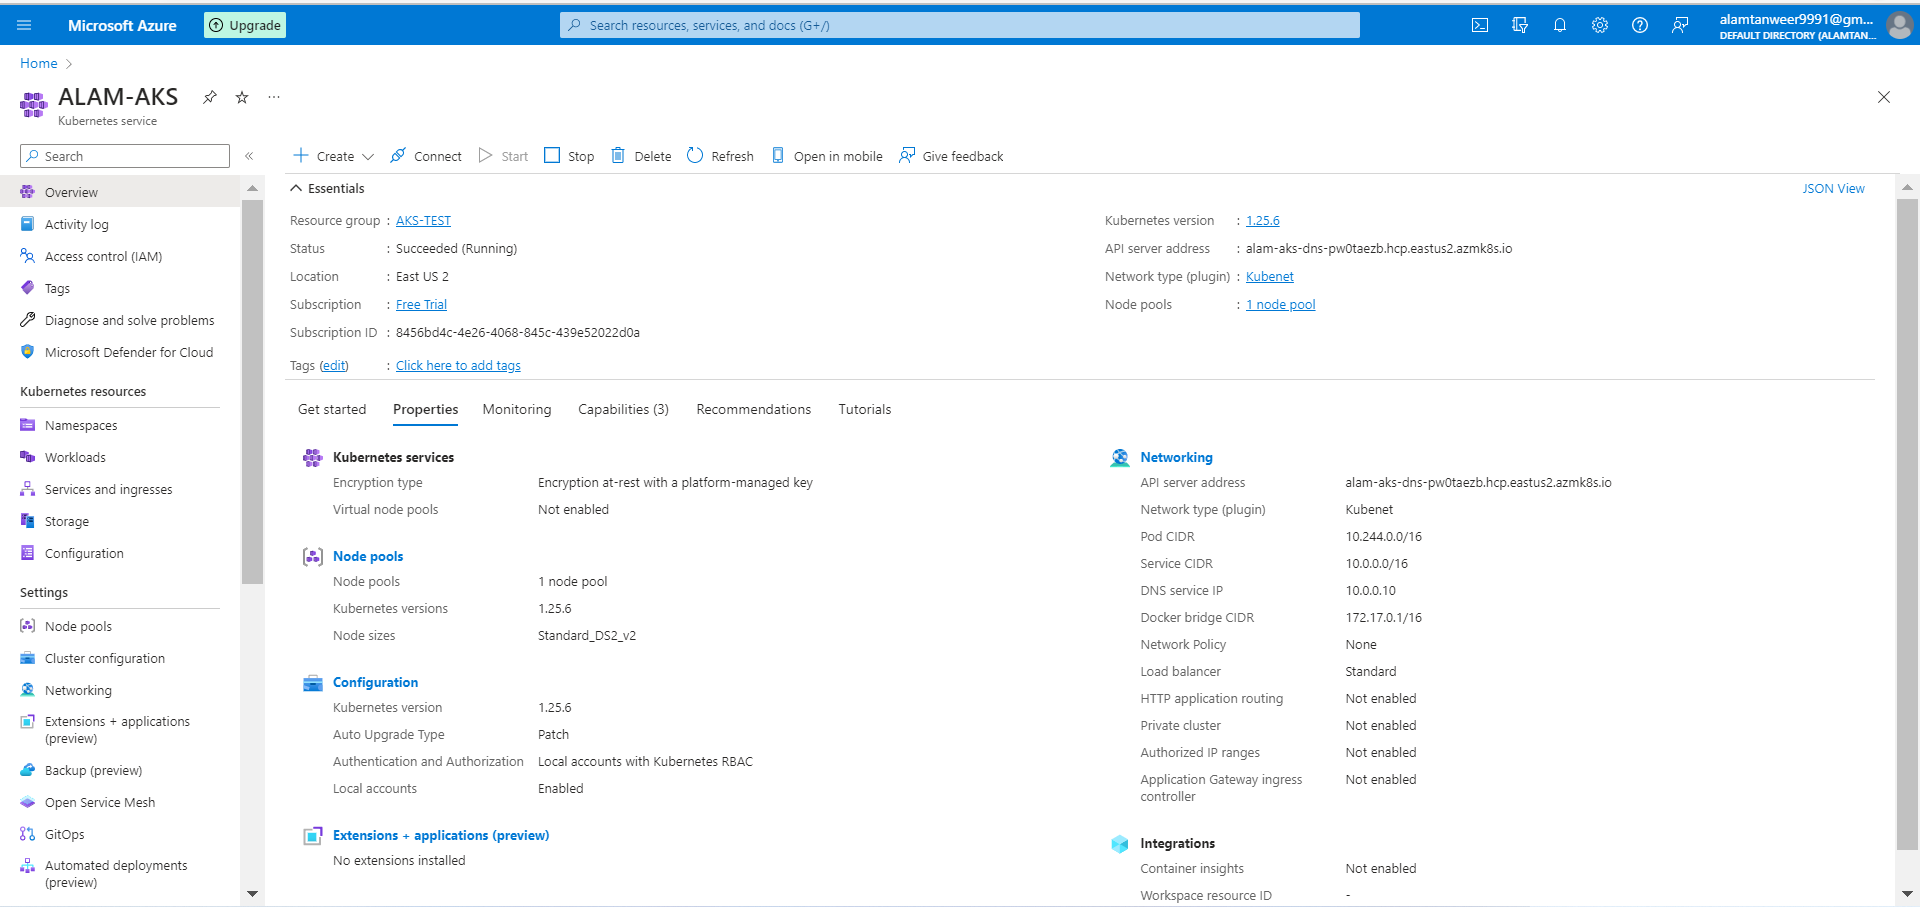 Microsoft Azure
Upgrade
Search resources, services, and docs (G+/)
alamtanweer9991@gm...
DEFAULT DIRECTORY (ALAMTAN...
Home
ALAM-AKS
Kubernetes service
Search
Create
Connect
Start
Stop
Delete
Refresh
Open in mobile
Give feedback
Overview
Activity log
Access control (IAM)
Tags
Diagnose and solve problems
Microsoft Defender for Cloud
Kubernetes resources
Namespaces
Workloads
Services and ingresses
Storage
Configuration
Settings
Node pools
Cluster configuration
Networking
Extensions + applications
(preview)
Backup (preview)
Open Service Mesh
GitOps
Automated deployments
(preview)
Essentials
JSON View
Resource group : AKS-TEST
Status : Succeeded (Running)
Location : East US 2
Subscription : Free Trial
Subscription ID : 8456bd4c-4e26-4068-845c-439e52022d0a
Tags (edit) : Click here to add tags
Kubernetes version : 1.25.6
API server address : alam-aks-dns-pw0taezb.hcp.eastus2.azmk8s.io
Network type (plugin) : Kubenet
Node pools : 1 node pool
Get started
Properties
Monitoring
Capabilities (3)
Recommendations
Tutorials
Kubernetes services
Encryption type Encryption at-rest with a platform-managed key
Virtual node pools Not enabled
Node pools
Node pools 1 node pool
Kubernetes versions 1.25.6
Node sizes Standard_DS2_v2
Configuration
Kubernetes version 1.25.6
Auto Upgrade Type Patch
Authentication and Authorization Local accounts with Kubernetes RBAC
Local accounts Enabled
Extensions + applications (preview)
No extensions installed
Networking
API server address alam-aks-dns-pw0taezb.hcp.eastus2.azmk8s.io
Network type (plugin) Kubenet
Pod CIDR 10.244.0.0/16
Service CIDR 10.0.0.0/16
DNS service IP 10.0.0.10
Docker bridge CIDR 172.17.0.1/16
Network Policy None
Load balancer Standard
HTTP application routing Not enabled
Private cluster Not enabled
Authorized IP ranges Not enabled
Application Gateway ingress Not enabled
controller
Integrations
Container insights Not enabled
Workspace resource ID -